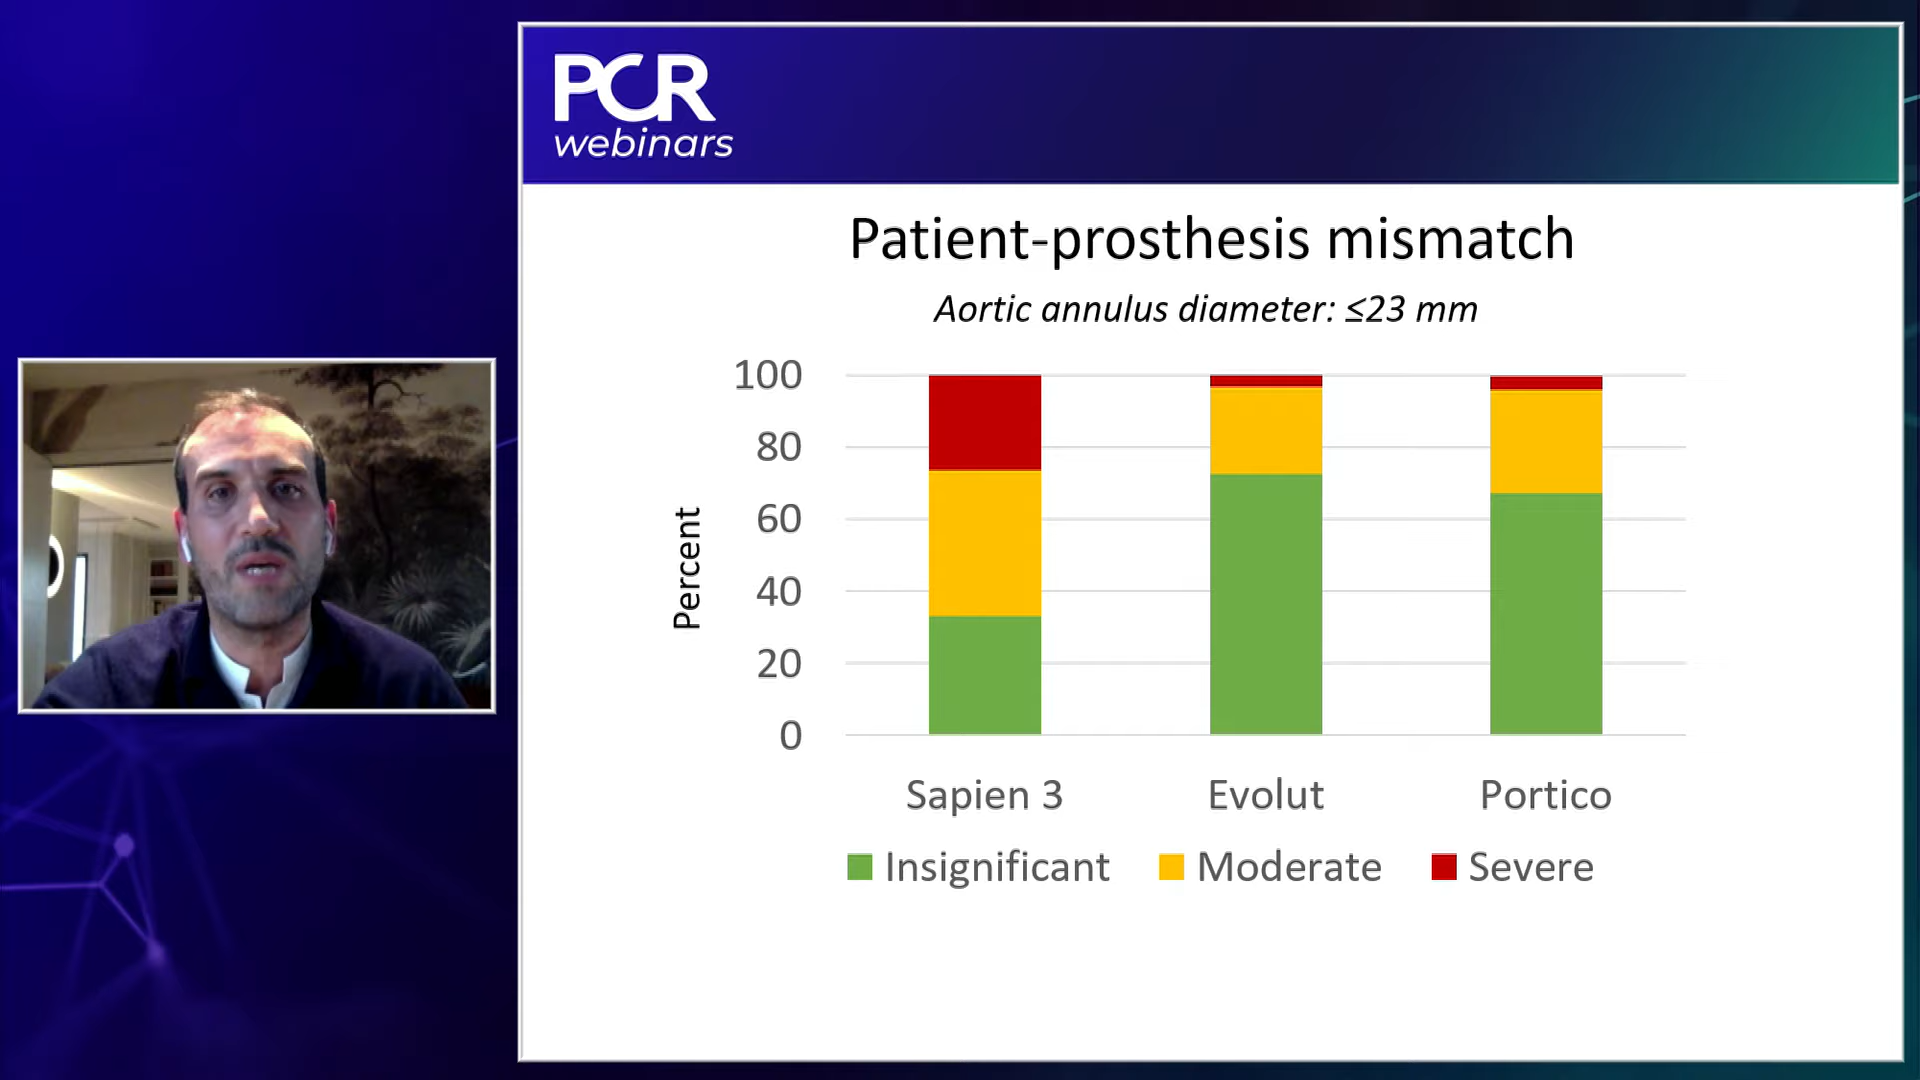 PCR
webinars
Patient-prosthesis mismatch
Aortic annulus diameter: ≤23 mm
100
80
60
40
20
0
Percent
Sapien 3 Evolut Portico
Insignificant Moderate Severe